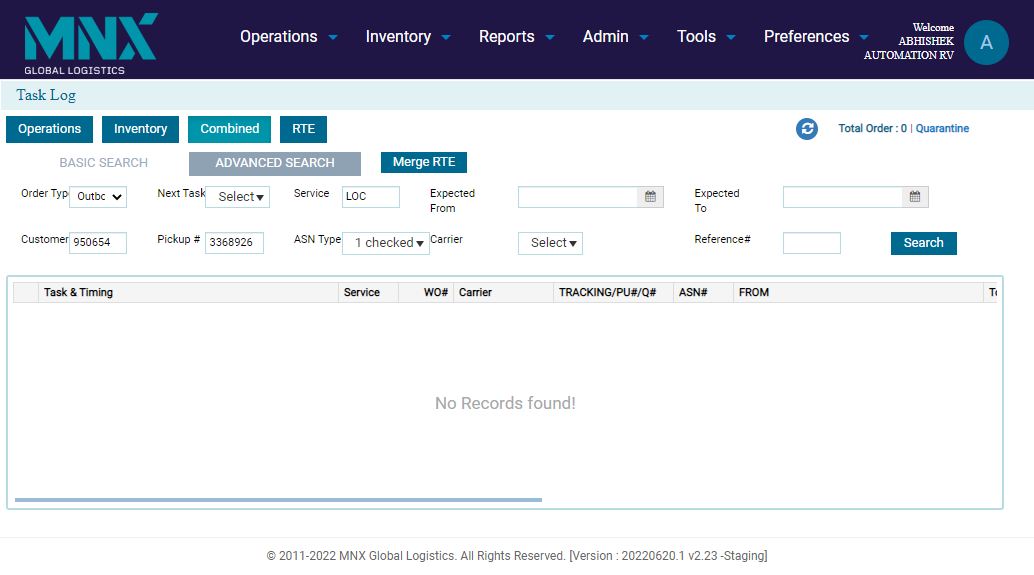 MNX
GLOBAL LOGISTICS
Operations Inventory Reports Admin Tools Preferences
Welcome
ABHISHEK
AUTOMATION RV
A
Task Log
Operations Inventory Combined RTE
Total Order : 0 | Quarantine
BASIC SEARCH ADVANCED SEARCH Merge RTE
Order Type Outbc Next Task Select Service LOC Expected From Expected To
Customer 950654 Pickup # 3368926 ASN Type 1 checked Carrier Select Reference# Search
Task & Timing Service WO# Carrier TRACKING/PU#/Q# ASN# FROM
No Records found!
© 2011-2022 MNX Global Logistics. All Rights Reserved. [Version : 20220620.1 v2.23 -Staging]